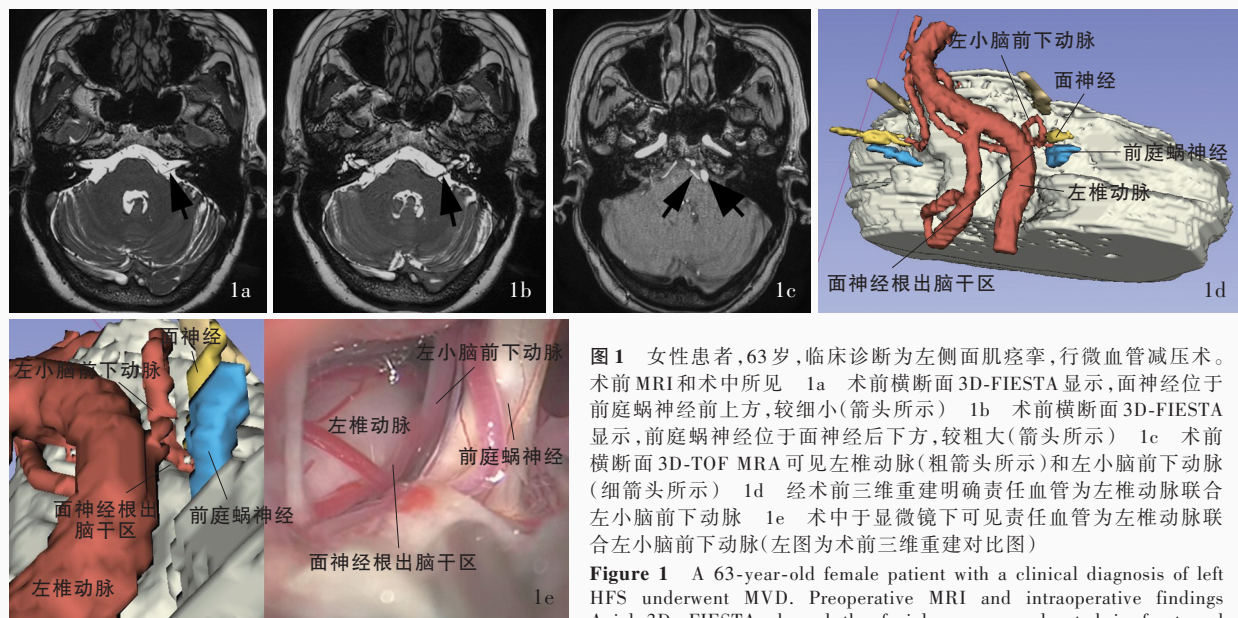 1a
1b
1c
左小脑前下动脉
面神经
前庭蜗神经
左椎动脉
面神经根出脑干区
1d
面神经
左小脑前下动脉
面神经根出
脑干区
前庭蜗神经
左椎动脉
左小脑前下动脉
左椎动脉
前庭蜗神经
面神经根出脑干区
1e
图1 女性患者,63岁,临床诊断为左侧面肌痉挛,行微血管减压术。
术前MRI和术中所见 1a 术前横断面3D-FIESTA显示,面神经位于
前庭蜗神经前上方,较细小(箭头所示) 1b 术前横断面3D-FIESTA
显示,前庭蜗神经位于面神经后下方,较粗大(箭头所示) 1c 术前
横断面3D-TOF MRA可见左椎动脉(粗箭头所示)和左小脑前下动脉
(细箭头所示) 1d 经术前三维重建明确责任血管为左椎动脉联合
左小脑前下动脉 1e 术中于显微镜下可见责任血管为左椎动脉联
合左小脑前下动脉(左图为术前三维重建对比图)
Figure 1 A 63-year-old female patient with a clinical diagnosis of left
HFS underwent MVD. Preoperative MRI and intraoperative findings